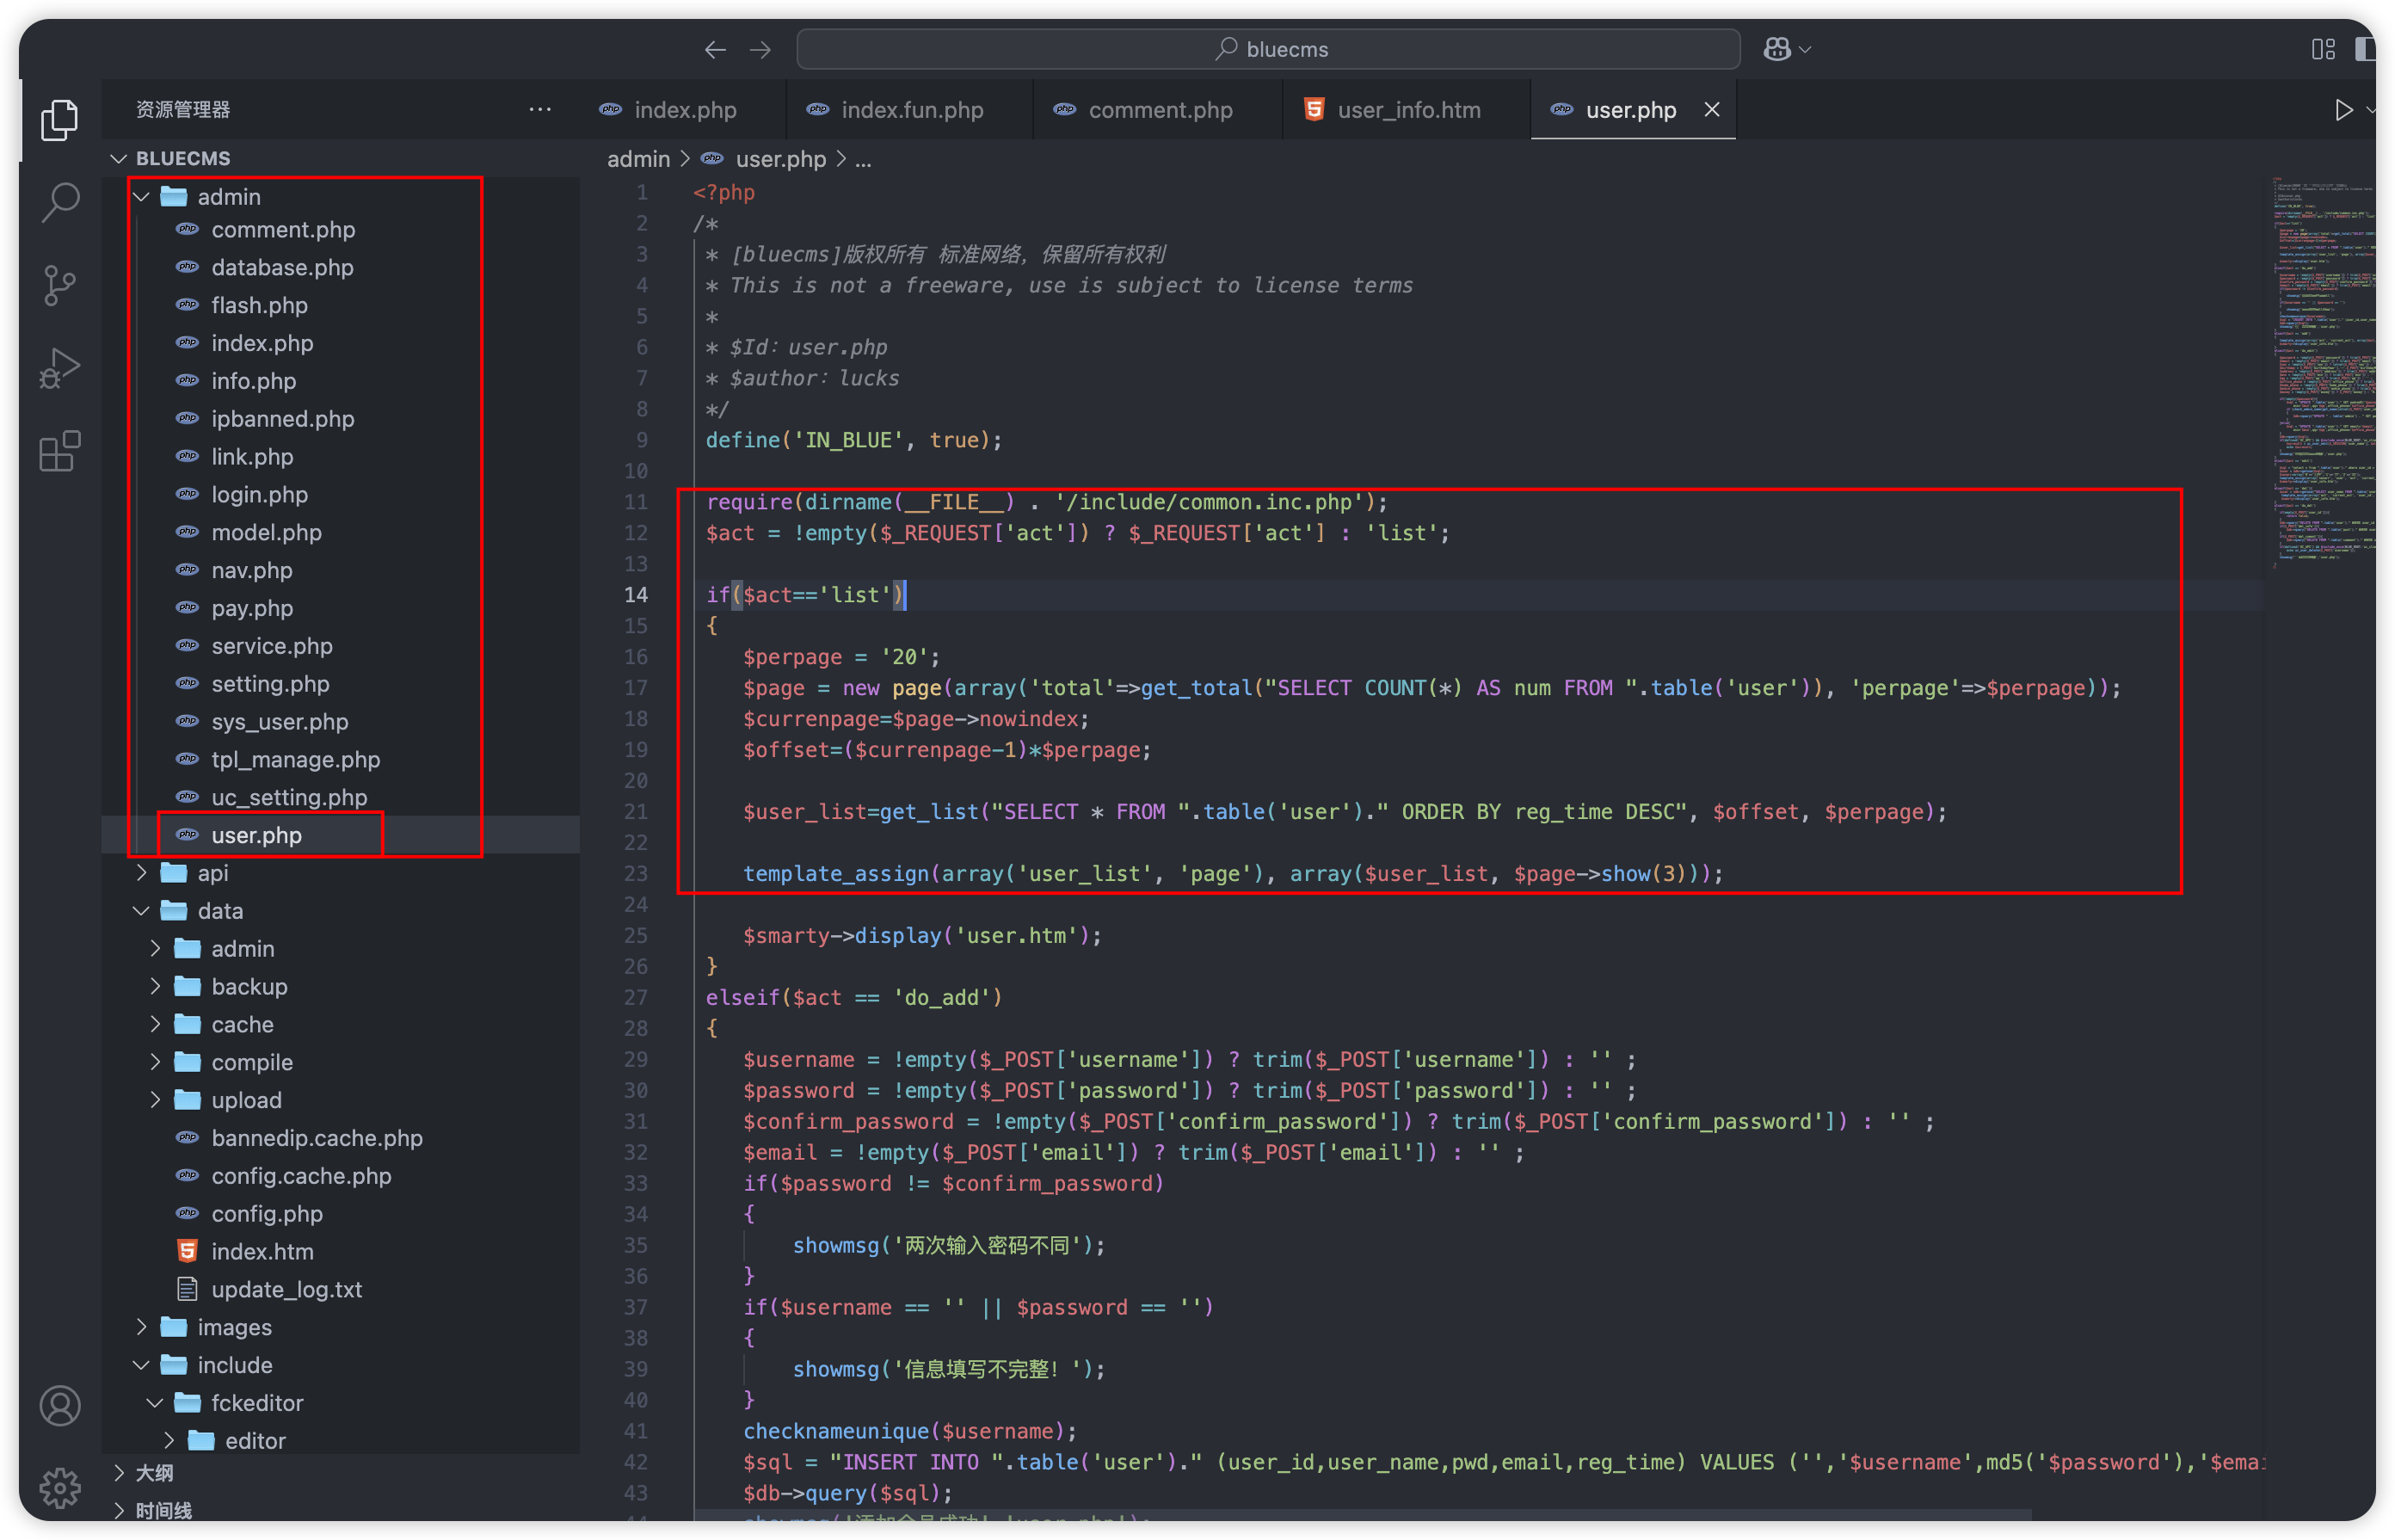 bluecms
资源管理器
index.php
index.fun.php
comment.php
user_info.htm
user.php
BLUECMS
admin
comment.php
database.php
flash.php
index.php
info.php
ipbanned.php
link.php
login.php
model.php
nav.php
pay.php
service.php
setting.php
sys_user.php
tpl_manage.php
uc_setting.php
user.php
api
data
admin
backup
cache
compile
upload
bannedip.cache.php
config.cache.php
config.php
index.htm
update_log.txt
images
include
fckeditor
editor
大纲
时间线
admin > user.php > ...
1 <?php
2 /*
3 * [bluecms]版权所有 标准网络，保留所有权利
4 * This is not a freeware, use is subject to license terms
5 *
6 * $Id：user.php
7 * $author：lucks
8 */
9 define('IN_BLUE', true);
10
11 require(dirname(__FILE__) . '/include/common.inc.php');
12 $act = !empty($_REQUEST['act']) ? $_REQUEST['act'] : 'list';
13
14 if($act=='list')
15 {
16 $perpage = '20';
17 $page = new page(array('total'=>get_total("SELECT COUNT(*) AS num FROM ".table('user')), 'perpage'=>$perpage));
18 $currenpage=$page->nowindex;
19 $offset=($currenpage-1)*$perpage;
20
21 $user_list=get_list("SELECT * FROM ".table('user')." ORDER BY reg_time DESC", $offset, $perpage);
22
23 template_assign(array('user_list', 'page'), array($user_list, $page->show(3)));
24
25 $smarty->display('user.htm');
26 }
27 elseif($act == 'do_add')
28 {
29 $username = !empty($_POST['username']) ? trim($_POST['username']) : '' ;
30 $password = !empty($_POST['password']) ? trim($_POST['password']) : '' ;
31 $confirm_password = !empty($_POST['confirm_password']) ? trim($_POST['confirm_password']) : '' ;
32 $email = !empty($_POST['email']) ? trim($_POST['email']) : '' ;
33 if($password != $confirm_password)
34 {
35 showmsg('两次输入密码不同');
36 }
37 if($username == '' || $password == '')
38 {
39 showmsg('信息填写不完整！');
40 }
41 checknameunique($username);
42 $sql = "INSERT INTO ".table('user')." (user_id,user_name,pwd,email,reg_time) VALUES ('','$username',md5('$password'),'$emai
43 $db->query($sql);